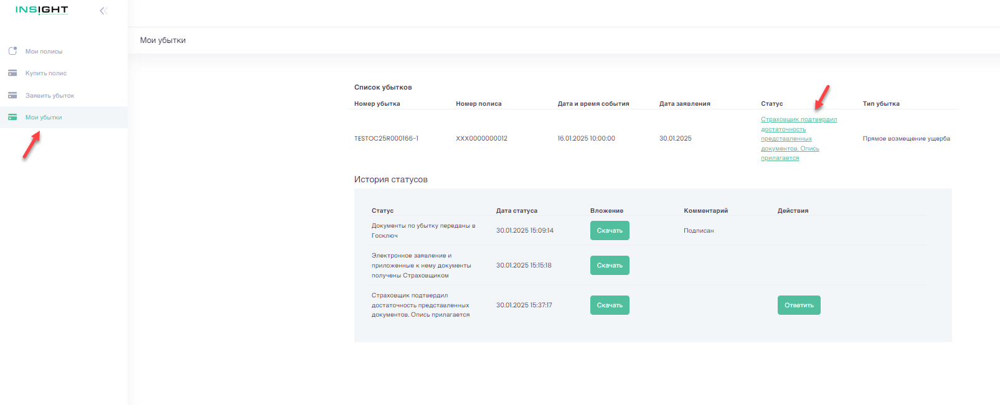 INSIGHT
Мои полисы
Купить полис
Заявить убыток
Мои убытки
Мои убытки
Список убытков
Номер убытка Номер полиса Дата и время события Дата заявления Статус Тип убытка
Страховщик подтвердил
достаточность
TESTOC25R000166-1 XXX0000000012 16.01.2025 10:00:00 30.01.2025 представленных Прямое возмещение ущерба
документов. Опись
прилагается
История статусов
Статус Дата статуса Вложение Комментарий Действия
Документы по убытку переданы в
Госключ 30.01.2025 15:09:14 Скачать Подписан
Электронное заявление и
приложенные к нему документы 30.01.2025 15:15:18 Скачать
получены Страховщиком
Страховщик подтвердил
достаточность представленных 30.01.2025 15:37:17 Скачать Ответить
документов. Опись прилагается